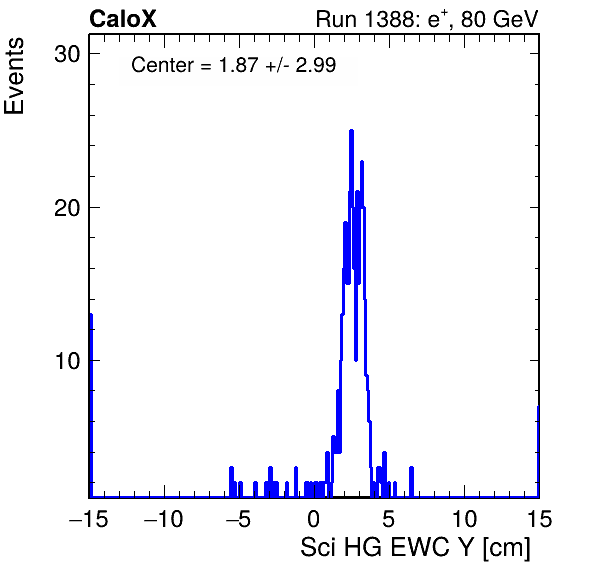 CaloX Run 1388: e⁺, 80 GeV
Center = 1.87 +/- 2.99
Events
30
20
10
−15 −10 −5 0 5 10 15
Sci HG EWC Y [cm]